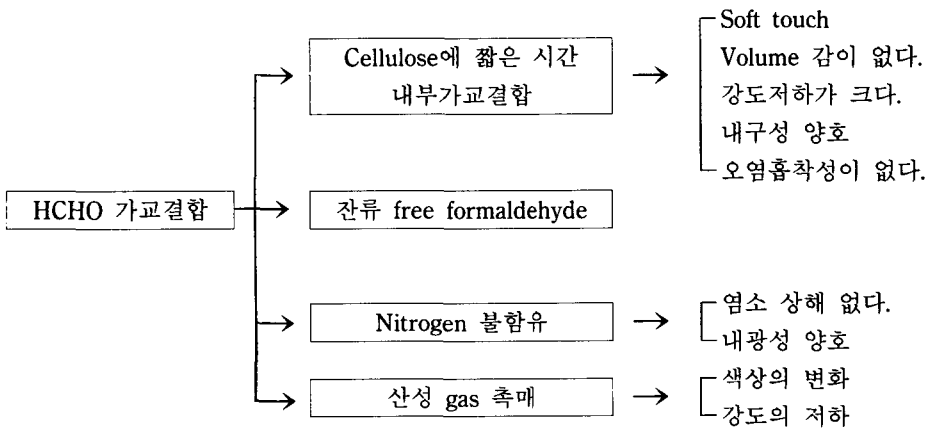 HCHO 가교결합
Cellulose에 짧은 시간
내부가교결합
Soft touch
Volume 감이 없다.
강도저하가 크다.
내구성 양호
오염흡착성이 없다.
잔류 free formaldehyde
Nitrogen 불함유
염소 상해 없다.
내광성 양호
산성 gas 촉매
색상의 변화
강도의 저하